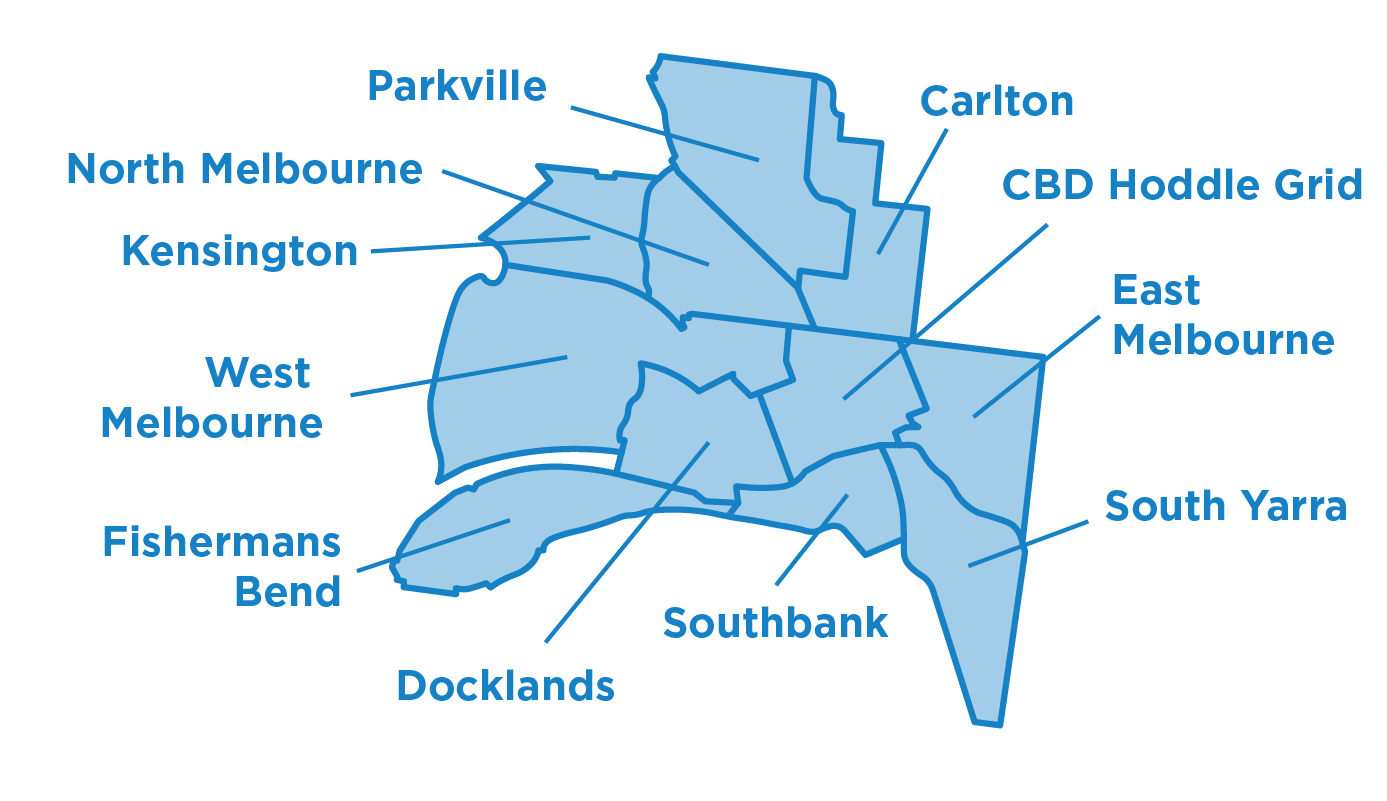 Parkville
Carlton
North Melbourne
CBD Hoddle Grid
Kensington
East
Melbourne
West
Melbourne
South Yarra
Fishermans
Bend
Southbank
Docklands